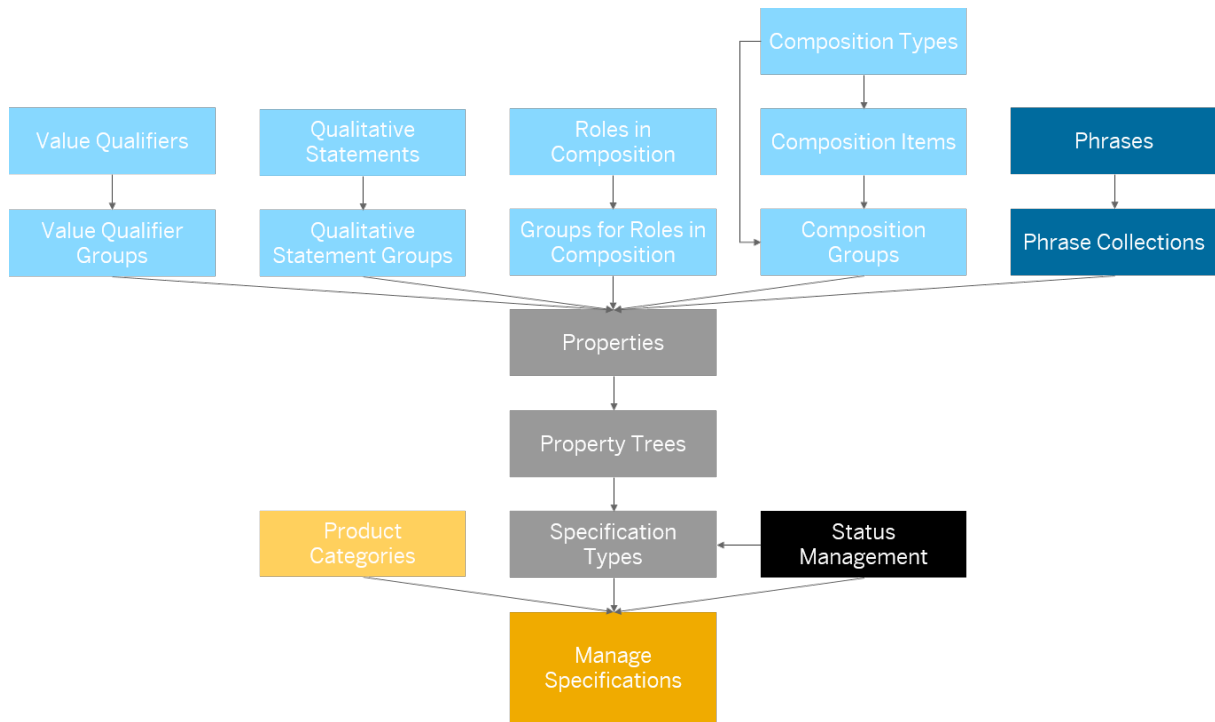 Composition Types
Value Qualifiers
Qualitative
Statements
Roles in
Composition
Composition Items
Phrases
Value Qualifier
Groups
Qualitative
Statement Groups
Groups for Roles in
Composition
Composition
Groups
Phrase Collections
Properties
Property Trees
Product
Categories
Specification
Types
Status
Management
Manage
Specifications